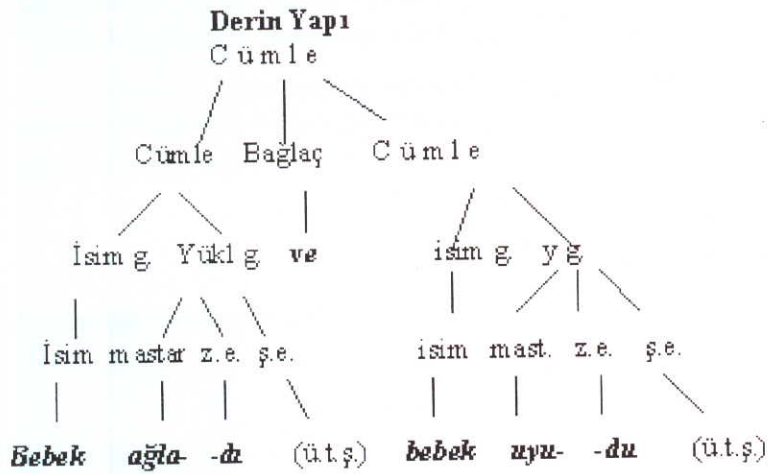 Derin Yapı
Cümle
Cümle Bağlaç Cümle
İsim g. Yükl g. ve isim g. y g.
İsim mastar z.e. ş.e. isim mast. z.e. ş.e.
Bebek ağla- -dı (ü.t.ş.) bebek uyu- -du (ü.t.ş.)